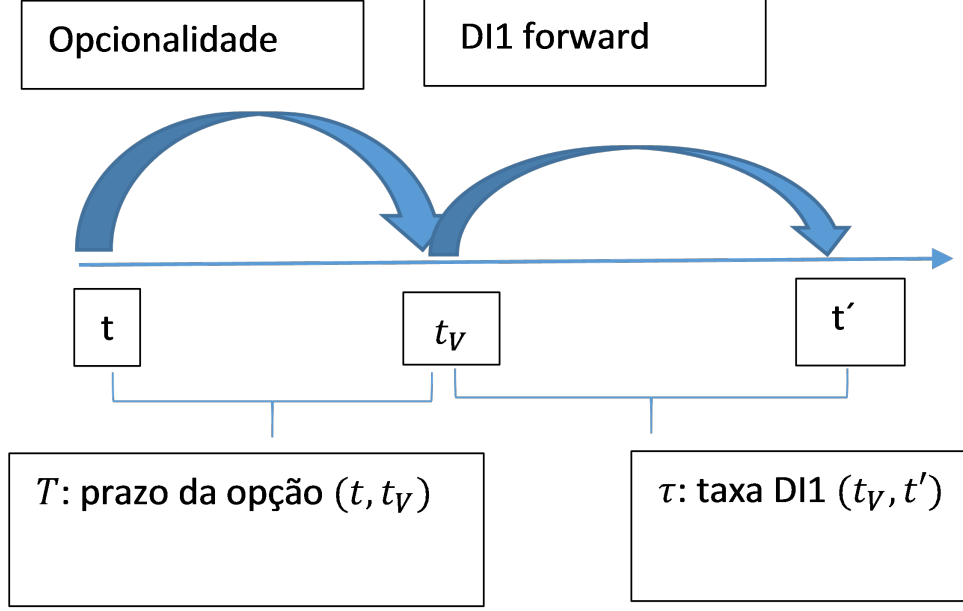 Opcionalidade
DI1 forward
t
t_V
t´
T: prazo da opção (t, t_V)
τ: taxa DI1 (t_V, t′)